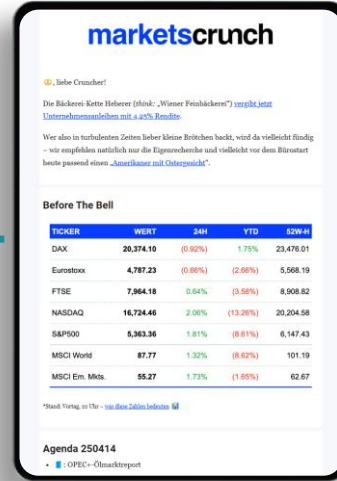 marketscrunch
🥨, liebe Cruncher!
Die Bäckerei-Kette Heberer (think: „Wiener Feinbäckerei“) vergibt jetzt
Unternehmensanleihen mit 4,25% Rendite.
Wer also in turbulenten Zeiten lieber kleine Brötchen backt, wird da vielleicht fündig
– wir empfehlen natürlich nur die Eigenrecherche und vielleicht vor dem Bürostart
heute passend einen „Amerikaner mit Ostergesicht“.
Before The Bell
TICKER WERT 24H YTD 52W-H
DAX 20,374.10 (0.92%) 1.75% 23,476.01
Eurostoxx 4,787.23 (0.66%) (2.66%) 5,568.19
FTSE 7,964.18 0.64% (3.58%) 8,908.82
NASDAQ 16,724.46 2.06% (13.26%) 20,204.58
S&P500 5,363.36 1.81% (8.61%) 6,147.43
MSCI World 87.77 1.32% (8.62%) 101.19
MSCI Em. Mkts. 55.27 1.73% (1.65%) 62.67
*Stand: Vortag, 22 Uhr – was diese Zahlen bedeuten
Agenda 250414
• : OPEC+-Ölmarktreport